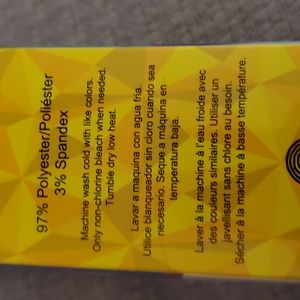 97% Polyester/Poliéster
3% Spandex
Machine wash cold with like colors.
Only non-chlorine bleach when needed.
Tumble dry low heat.
Lavar a maquina con agua fria.
Utilice blanqueador sin cloro cuando sea
necesario. Seque a máquina en
temperatura baja.
Laver à la machine à l'eau froide avec
des couleurs similaires. Utiliser un
javellisant sans chlore au besoin.
Sécher à la machine à basse température.